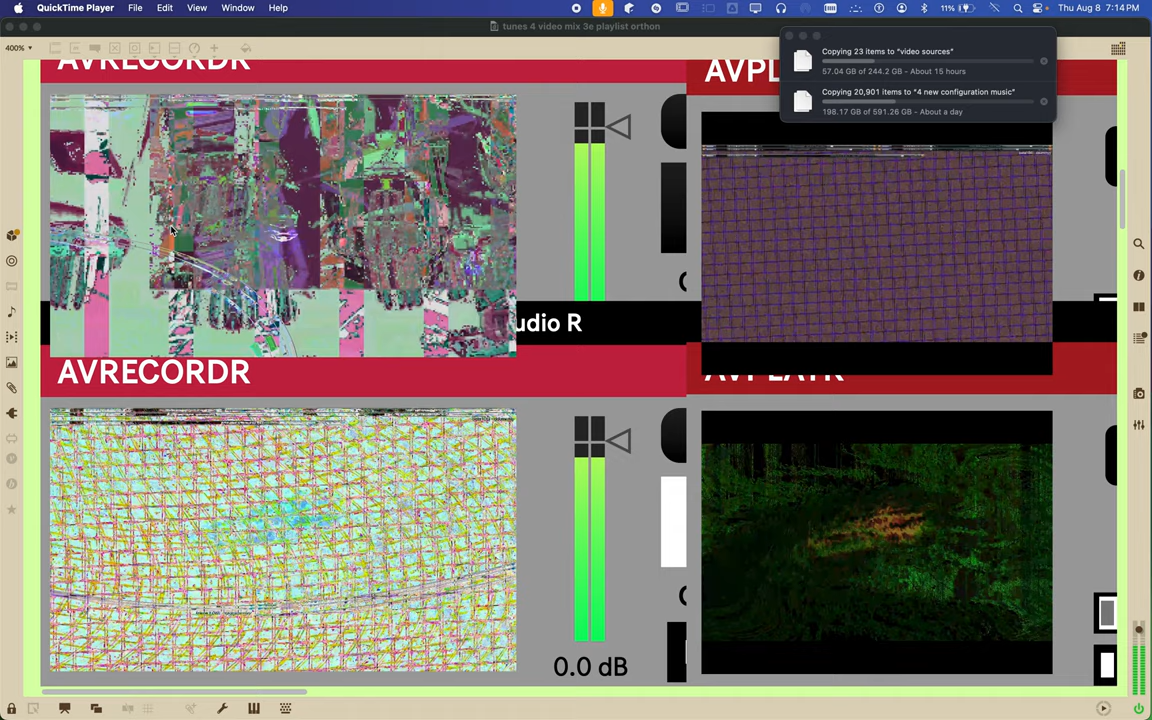 QuickTime Player File Edit View Window Help
11% Thu Aug 8 7:14 PM
tunes 4 video mix 3e playlist orthon
400%
Copying 23 items to "video sources"
57.04 GB of 244.2 GB - About 15 hours
Copying 20,901 items to "4 new configuration music"
198.17 GB of 591.26 GB - About a day
AVRECORDR
AVPL
udio R
AVRECORDR
AVPLAYR
0.0 dB